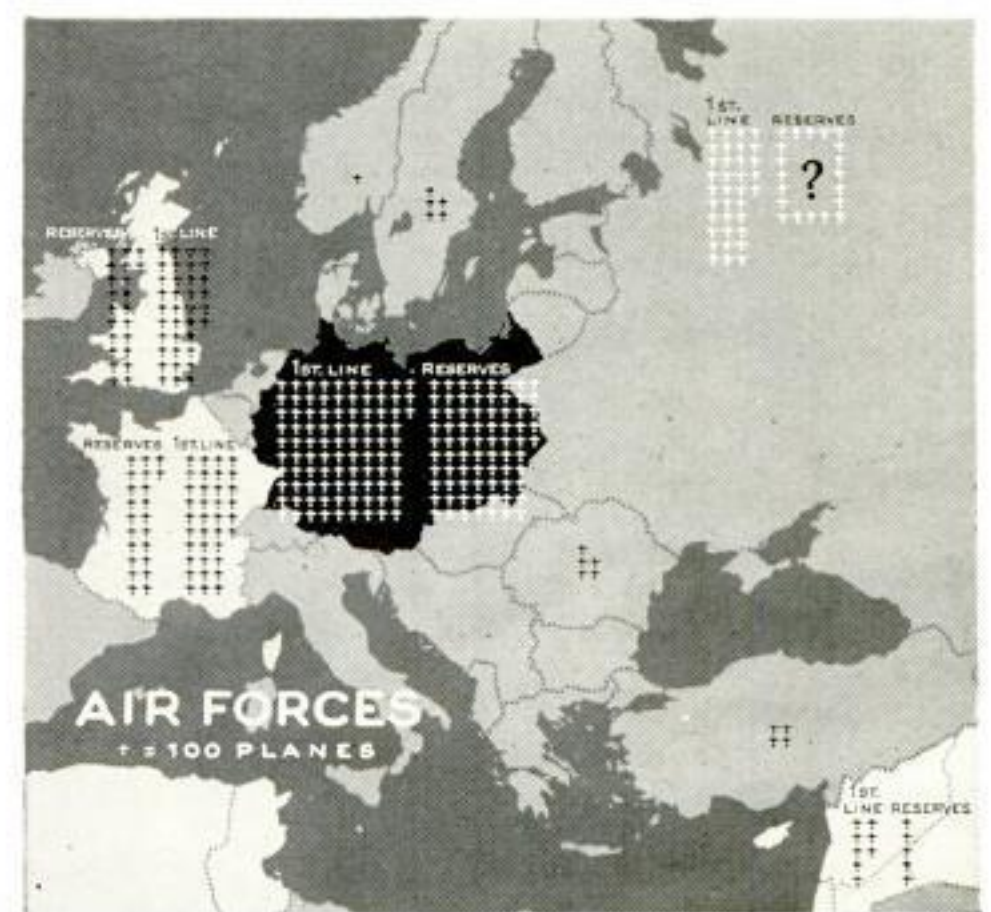 1ST.
LINE RESERVES
?
RESERVES 1ST. LINE
1ST. LINE RESERVES
RESERVES 1ST. LINE
AIR FORCES
+ = 100 PLANES
1ST.
LINE RESERVES